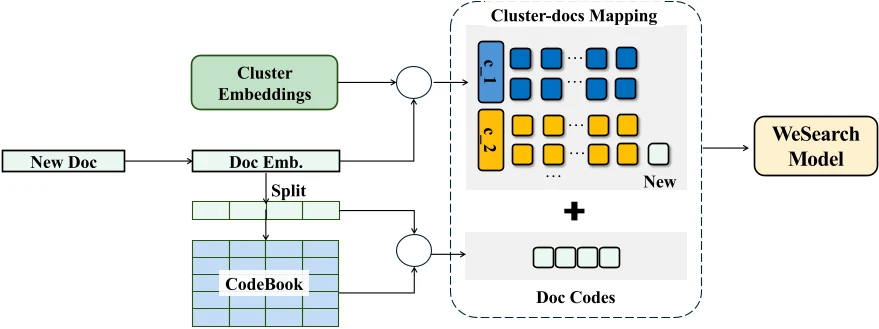 Cluster-docs Mapping
Cluster
Embeddings
c_1
...
...
c_2
...
...
...
New
New Doc
Doc Emb.
Split
CodeBook
Doc Codes
+
WeSearch
Model